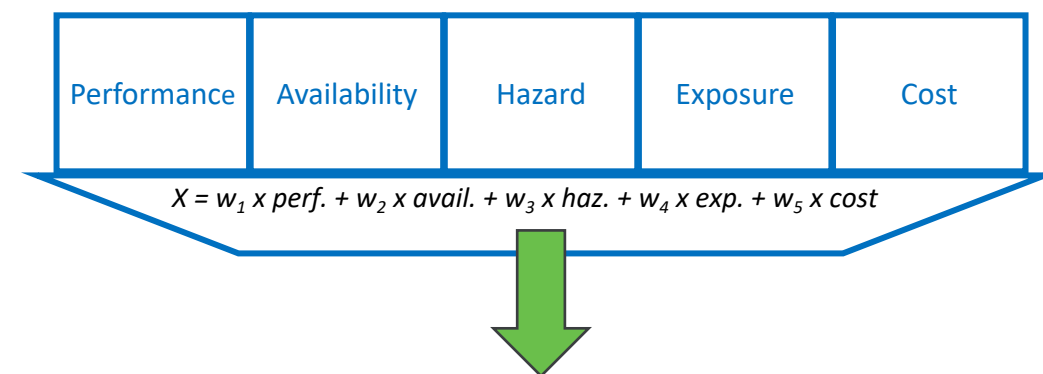 Performance Availability Hazard Exposure Cost
X = w₁ x perf. + w₂ x avail. + w₃ x haz. + w₄ x exp. + w₅ x cost